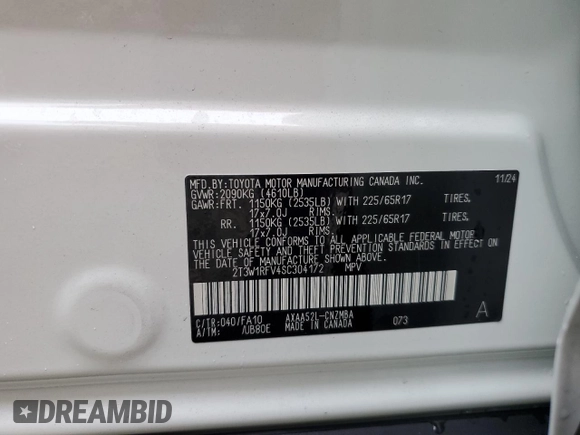 MFD.BY:TOYOTA MOTOR MANUFACTURING CANADA INC. 11/24
GVWR:2090KG (4610LB)
GAWR:FRT. 1150KG (2535LB) WITH 225/65R17 TIRES.
17x7.0J RIMS.
RR. 1150KG (2535LB) WITH 225/65R17 TIRES.
17x7.0J RIMS.
THIS VEHICLE CONFORMS TO ALL APPLICABLE FEDERAL MOTOR
VEHICLE SAFETY AND THEFT PREVENTION STANDARDS IN EFFECT ON
THE DATE OF MANUFACTURE SHOWN ABOVE.
2T3W1RFV4SC304172 MPV
C/TR:040/FA10 AXAA52L-CNZMBA 073 A
A/TM: /UB80E MADE IN CANADA
DREAMBID